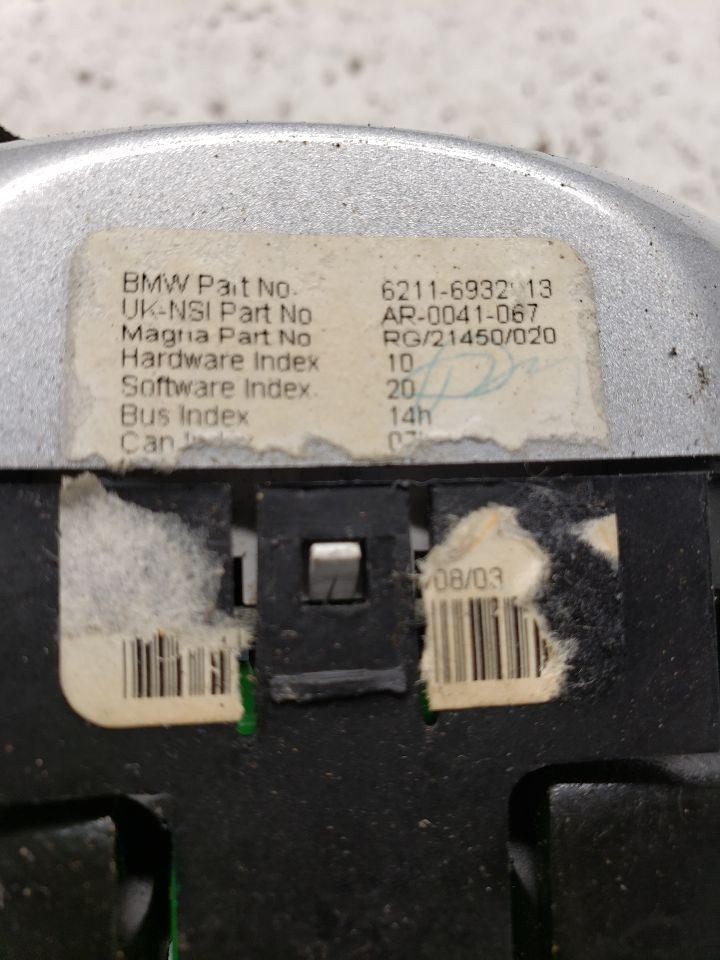 BMW Part No.
UK-NSI Part No AR-0041-067
Magna Part No RG/21450/020
Hardware Index 10
Software Index 20
Bus Index 14h
Can
/08/03